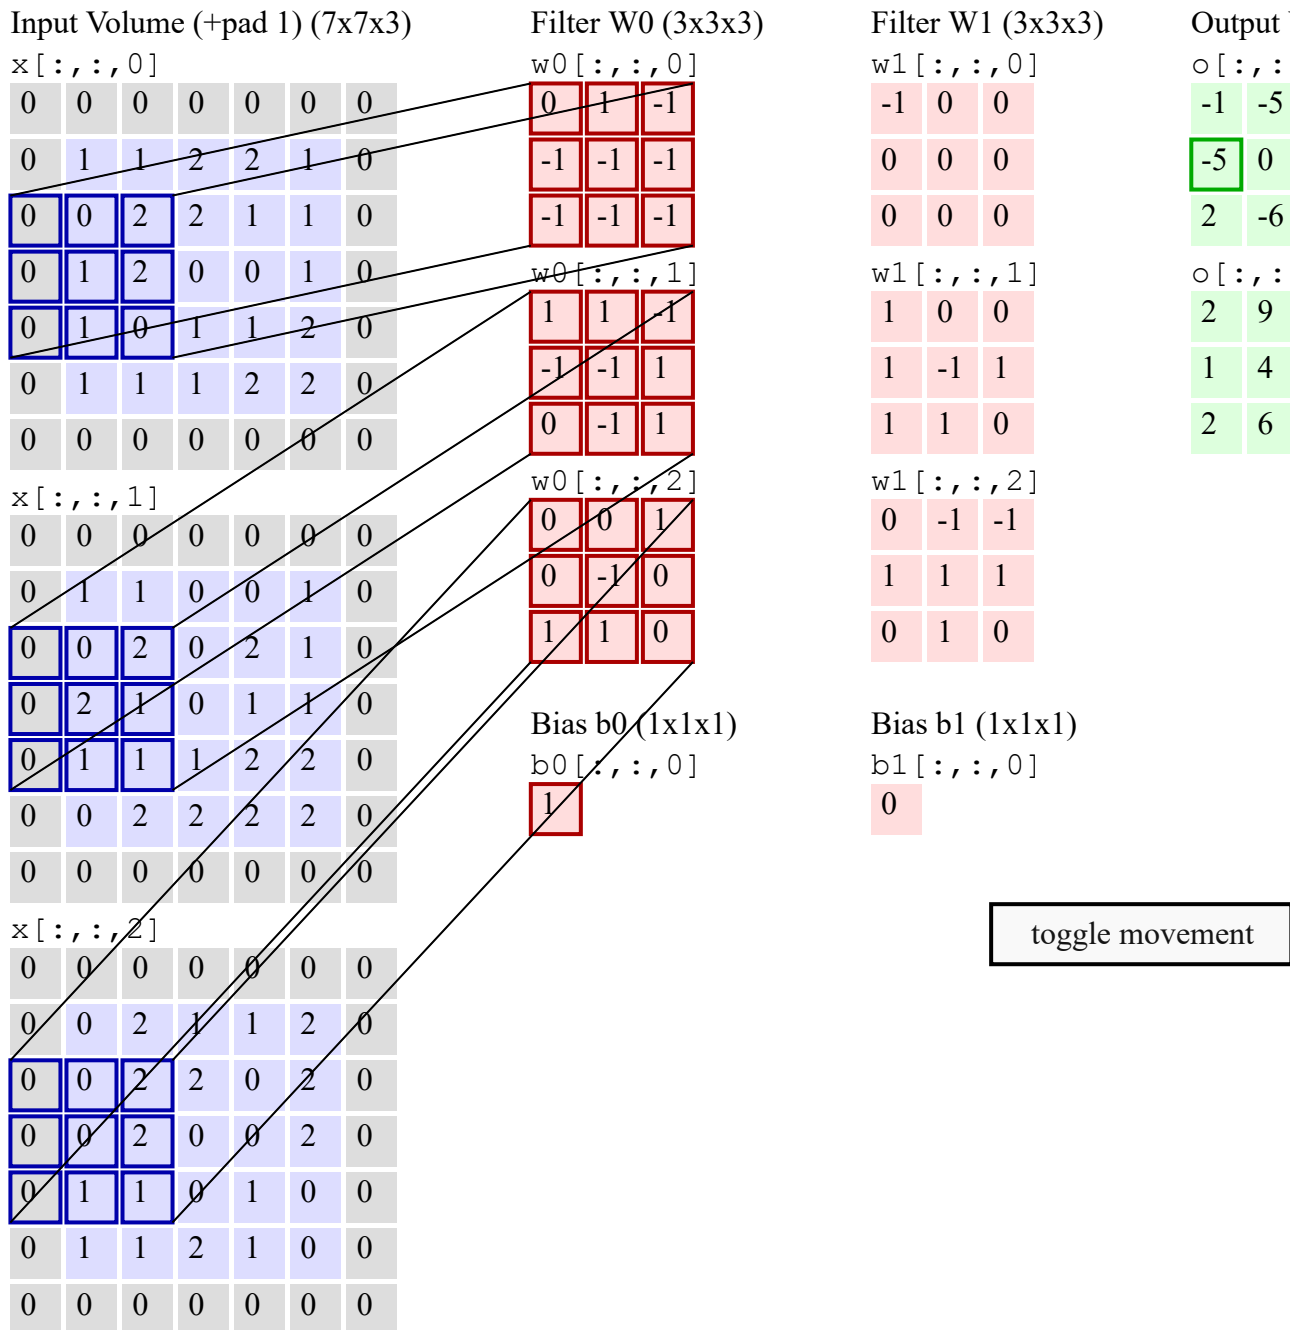 Input Volume (+pad 1) (7x7x3)
x[:,:,0]
0 0 0 0 0 0 0
0 1 1 2 2 1 0
0 0 2 2 1 1 0
0 1 2 0 0 1 0
0 1 0 1 1 2 0
0 1 1 1 2 2 0
0 0 0 0 0 0 0
x[:,:,1]
0 0 0 0 0 0 0
0 1 1 0 0 1 0
0 0 2 0 2 1 0
0 2 1 0 1 1 0
0 1 1 1 2 2 0
0 0 2 2 2 2 0
0 0 0 0 0 0 0
x[:,:,2]
0 0 0 0 0 0 0
0 0 2 1 1 2 0
0 0 2 2 0 2 0
0 0 2 0 0 2 0
0 1 1 0 1 0 0
0 1 1 2 1 0 0
0 0 0 0 0 0 0
Filter W0 (3x3x3)
w0[:,:,0]
0 1 -1
-1 -1 -1
-1 -1 -1
w0[:,:,1]
1 1 -1
-1 -1 1
0 -1 1
w0[:,:,2]
0 0 1
0 -1 0
1 1 0
Bias b0 (1x1x1)
b0[:,:,0]
1
Filter W1 (3x3x3)
w1[:,:,0]
-1 0 0
0 0 0
0 0 0
w1[:,:,1]
1 0 0
1 -1 1
1 1 0
w1[:,:,2]
0 -1 -1
1 1 1
0 1 0
Bias b1 (1x1x1)
b1[:,:,0]
0
Output
o[:,:
-1 -5
-5 0
2 -6
o[:,:
2 9
1 4
2 6
toggle movement